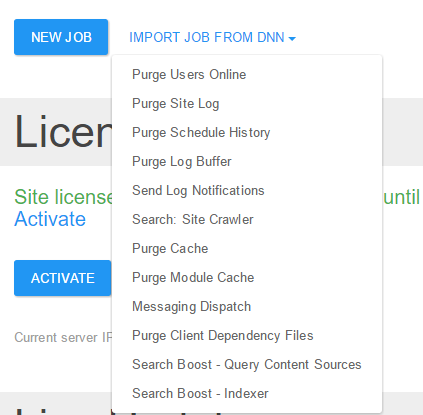 NEW JOB
IMPORT JOB FROM DNN
Purge Users Online
Purge Site Log
Purge Schedule History
Purge Log Buffer
Send Log Notifications
Search: Site Crawler
Purge Cache
Purge Module Cache
Messaging Dispatch
Purge Client Dependency Files
Search Boost - Query Content Sources
Search Boost - Indexer
Site license
until
Activate
ACTIVATE
Current server IP